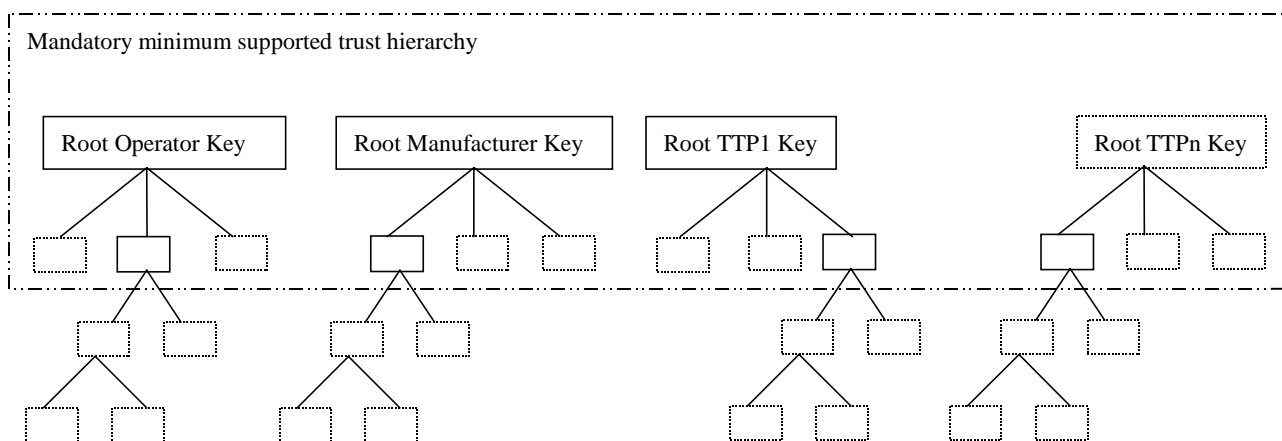 Mandatory minimum supported trust hierarchy
Root Operator Key
Root Manufacturer Key
Root TTP1 Key
Root TTPn Key